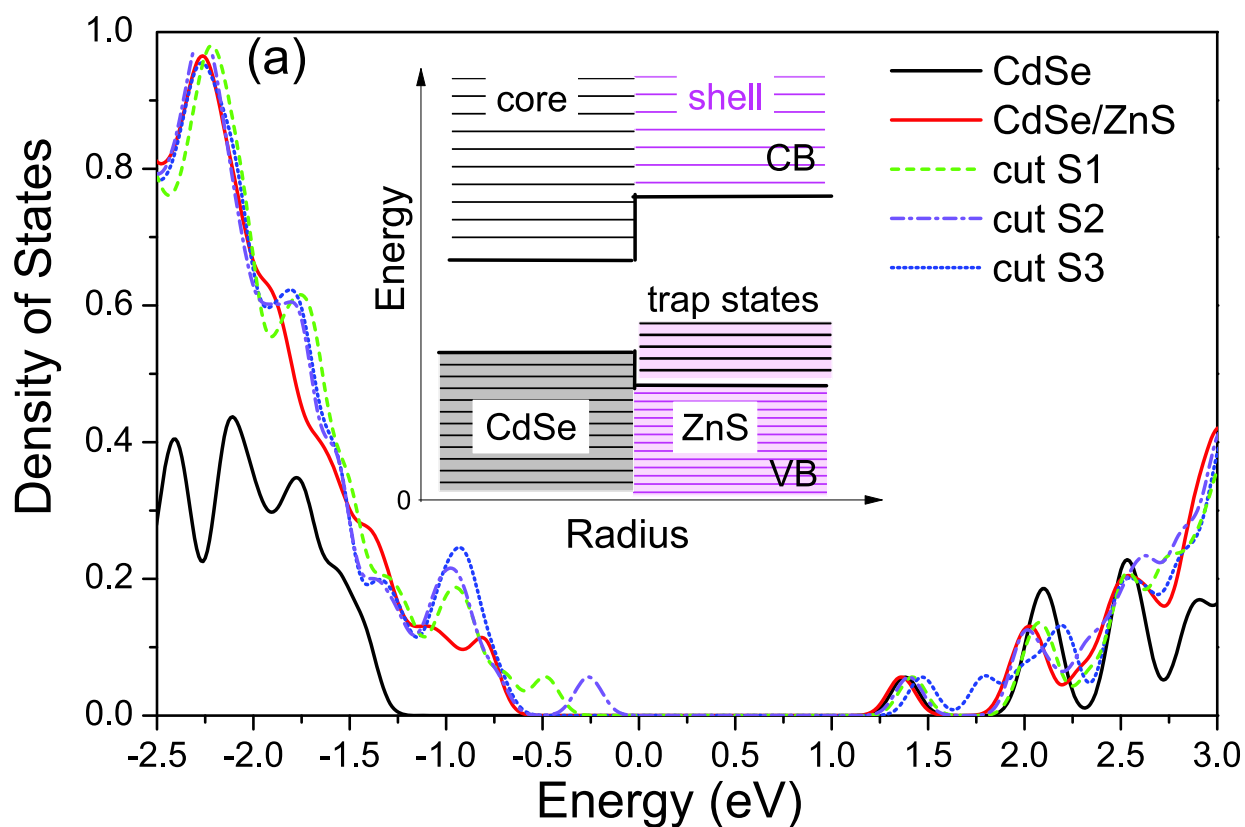 (a)
1.0
0.8
0.6
0.4
0.2
0.0
Density of States
-2.5 -2.0 -1.5 -1.0 -0.5 0.0 0.5 1.0 1.5 2.0 2.5 3.0
Energy (eV)
CdSe
CdSe/ZnS
cut S1
cut S2
cut S3
core shell
CB
Energy
trap states
CdSe ZnS
VB
0
Radius